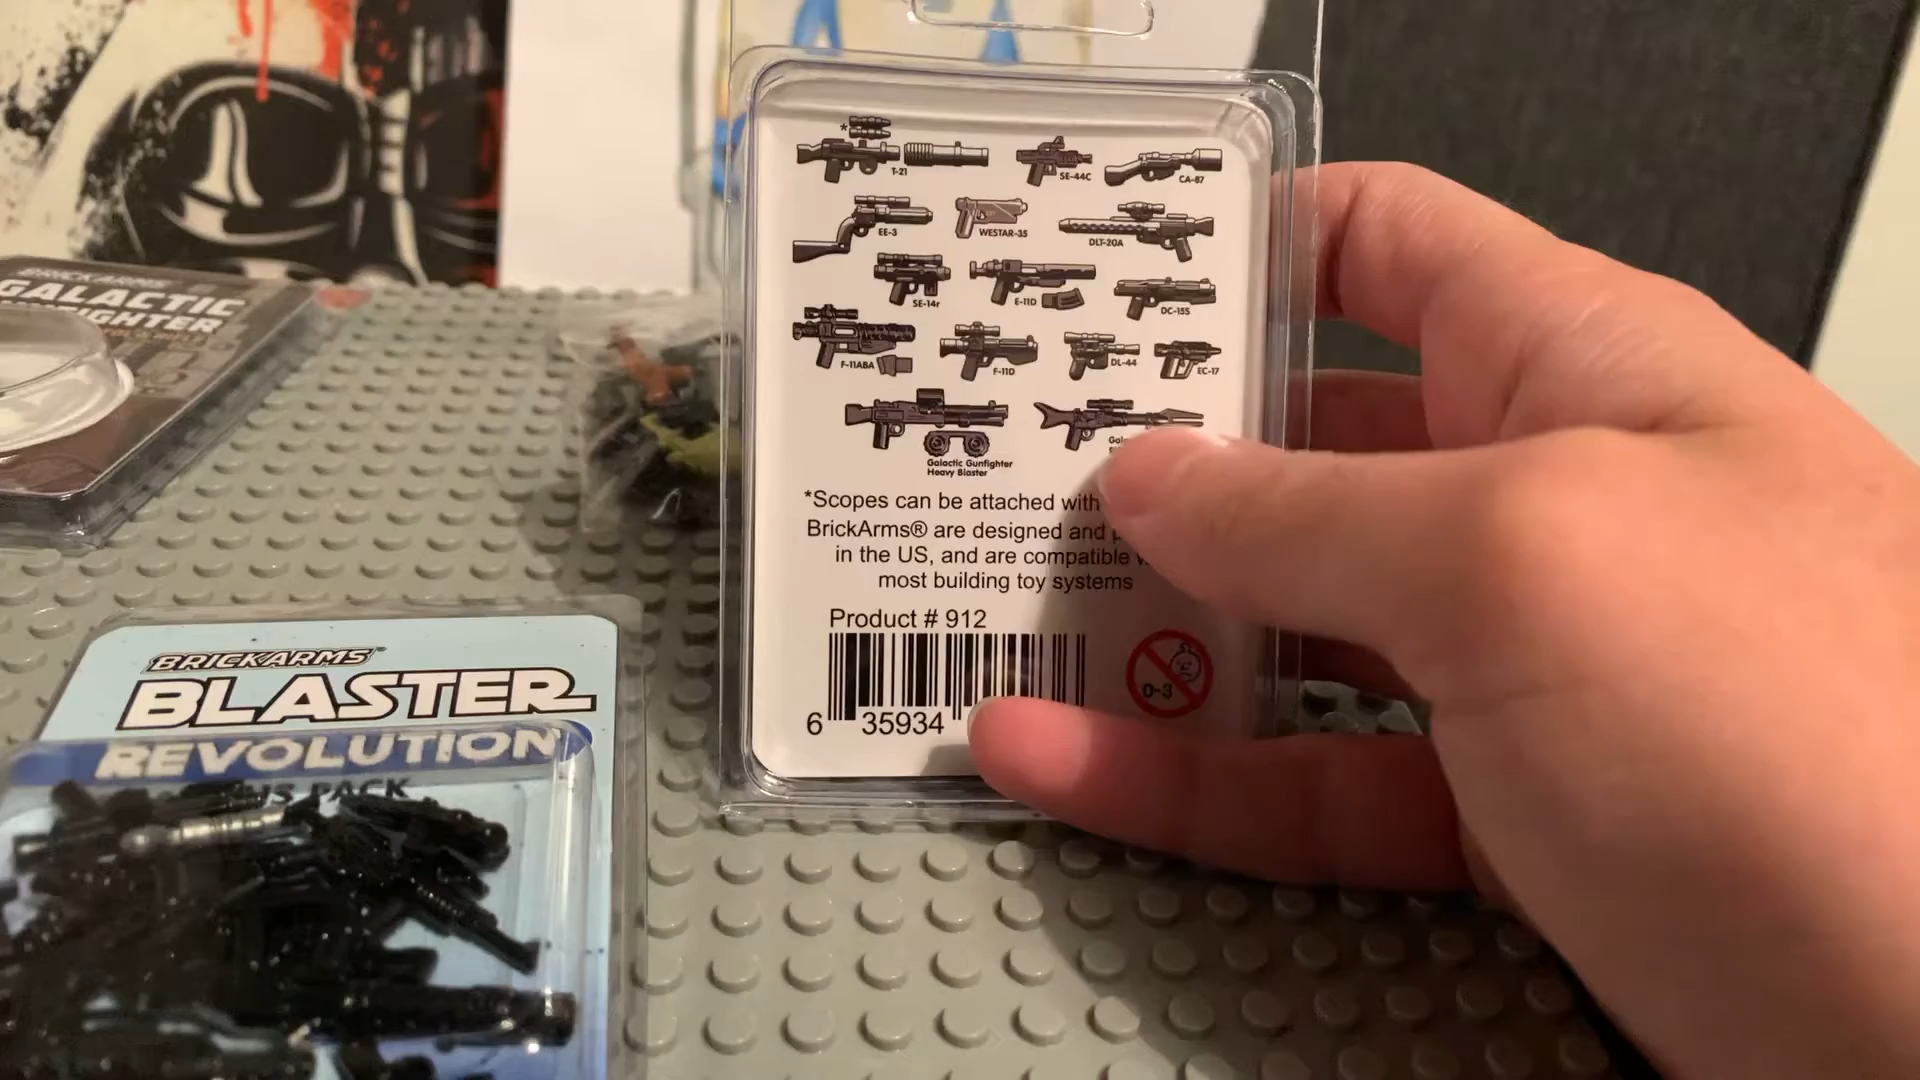 T-21
SE-44C
CA-87
EE-3
WESTAR-35
DLT-20A
SE-14r
E-11D
DC-15S
F-11ABA
F-11D
DL-44
EC-17
Galactic Gunfighter
Heavy Blaster
*Scopes can be attached with
BrickArms® are designed and
in the US, and are compatible
most building toy systems
Product # 912
6 35934
0-3
BRICKARMS
GALACTIC
BRICKARMS™
BLASTER
REVOLUTION
PACK